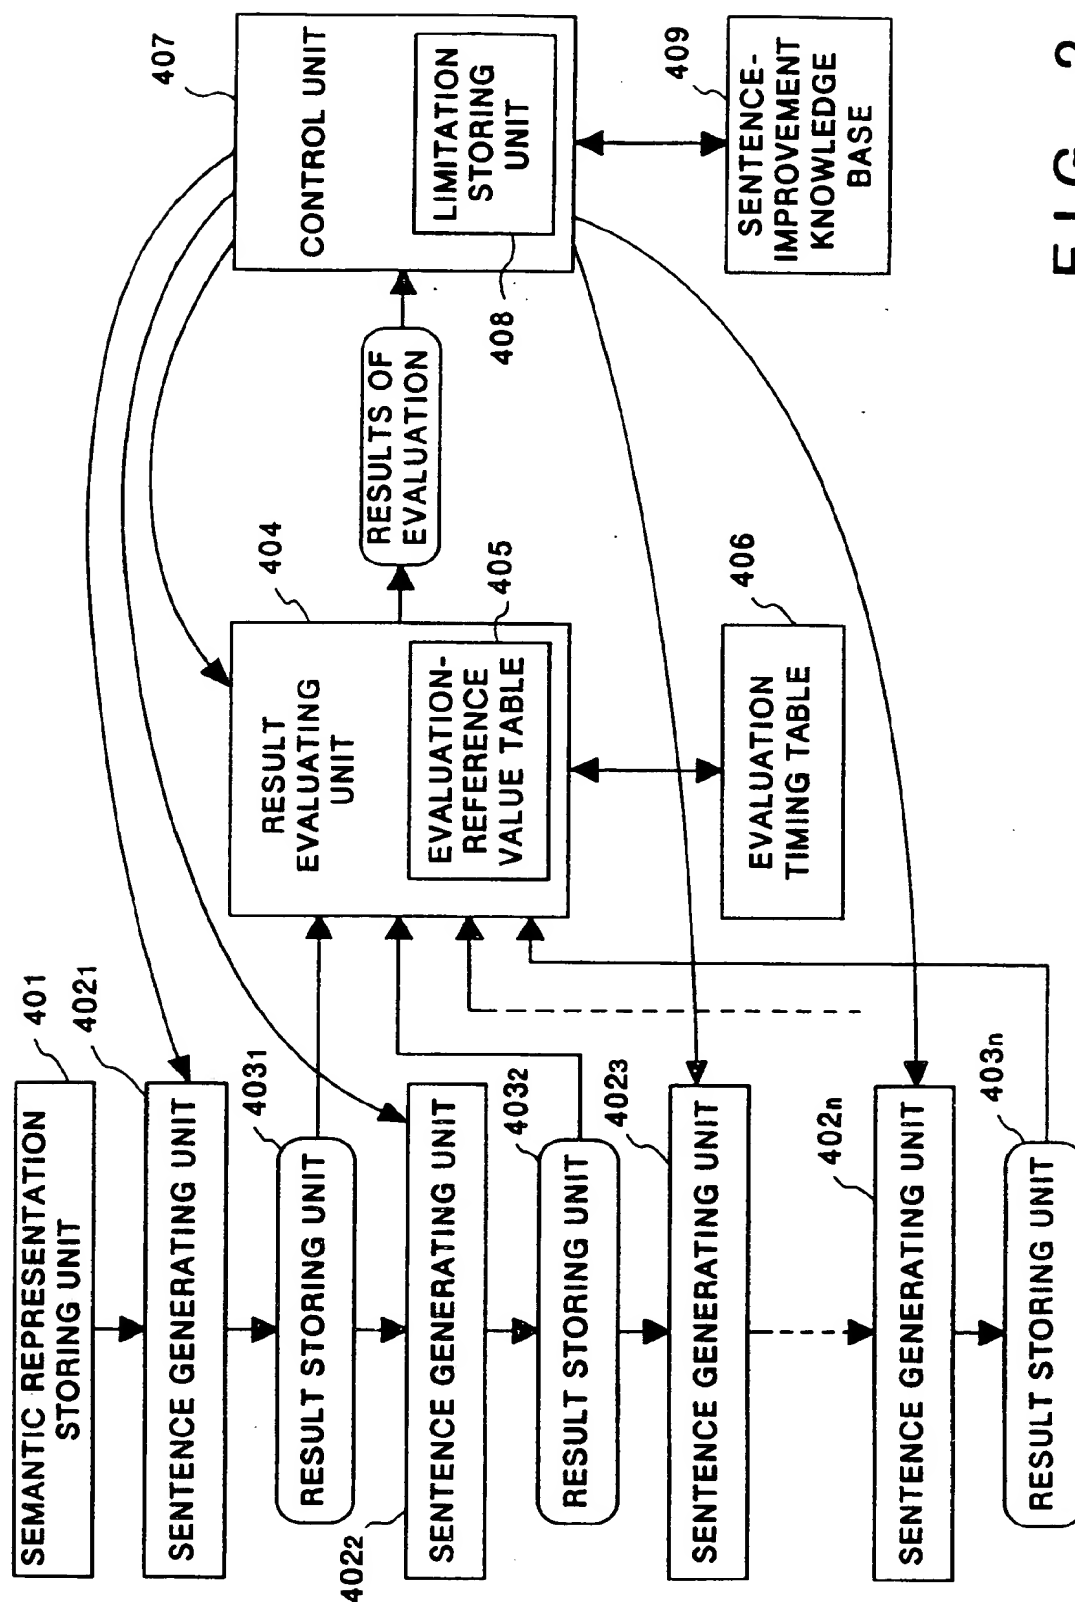 SEMANTIC REPRESENTATION
STORING UNIT
401
SENTENCE GENERATING UNIT
4021
RESULT STORING UNIT
4031
SENTENCE GENERATING UNIT
4022
RESULT STORING UNIT
4032
SENTENCE GENERATING UNIT
4023
SENTENCE GENERATING UNIT
402n
RESULT STORING UNIT
403n
RESULT
EVALUATING
UNIT
404
EVALUATION-
REFERENCE
VALUE TABLE
405
EVALUATION
TIMING TABLE
406
RESULTS OF
EVALUATION
CONTROL UNIT
407
LIMITATION
STORING
UNIT
408
SENTENCE-
IMPROVEMENT
KNOWLEDGE
BASE
409
FIG